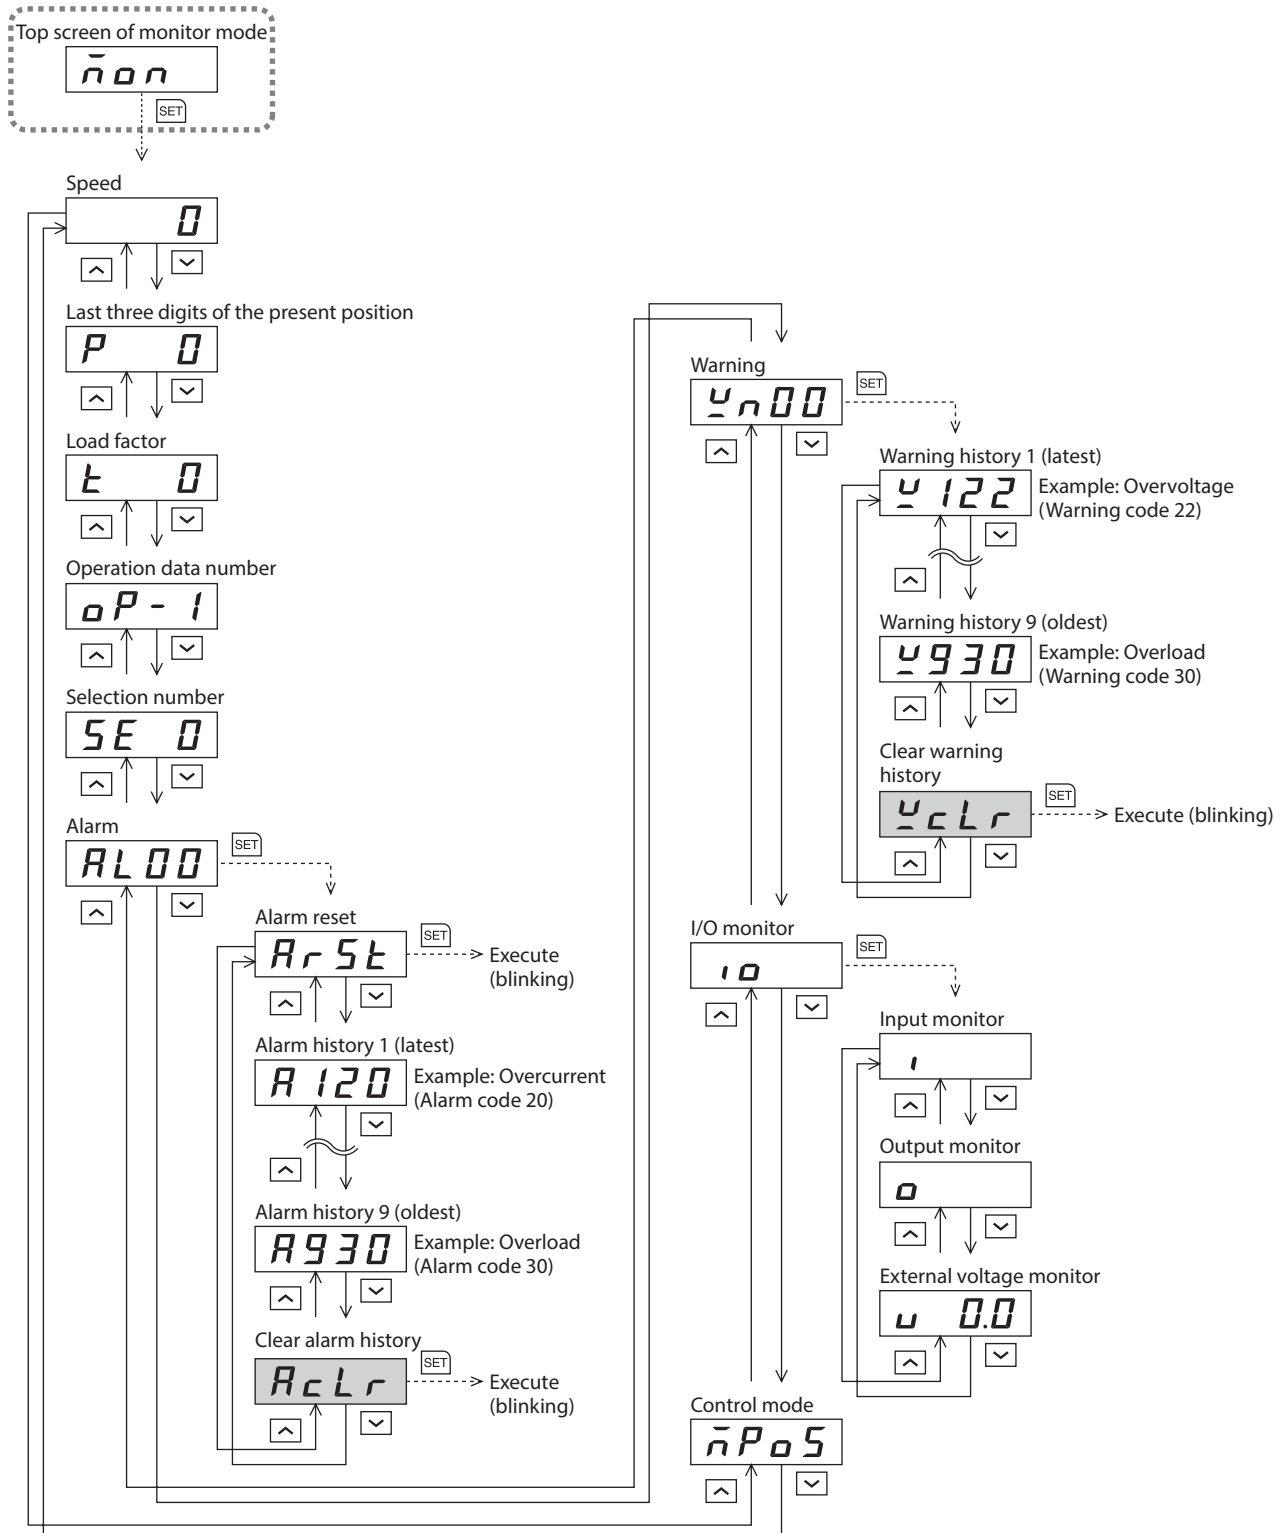 Top screen of monitor mode
mon
SET
Speed
0
Last three digits of the present position
P 0
Load factor
t 0
Operation data number
oP- 1
Selection number
SE 0
Alarm
AL00
SET
Alarm reset
ArSt
SET
Execute
(blinking)
Alarm history 1 (latest)
A120
Example: Overcurrent
(Alarm code 20)
Alarm history 9 (oldest)
A930
Example: Overload
(Alarm code 30)
Clear alarm history
AcLr
SET
Execute
(blinking)
Warning
Wn00
SET
Warning history 1 (latest)
W122
Example: Overvoltage
(Warning code 22)
Warning history 9 (oldest)
W930
Example: Overload
(Warning code 30)
Clear warning
history
WcLr
SET
Execute (blinking)
I/O monitor
io
SET
Input monitor
i
Output monitor
o
External voltage monitor
u 0.0
Control mode
mPoS